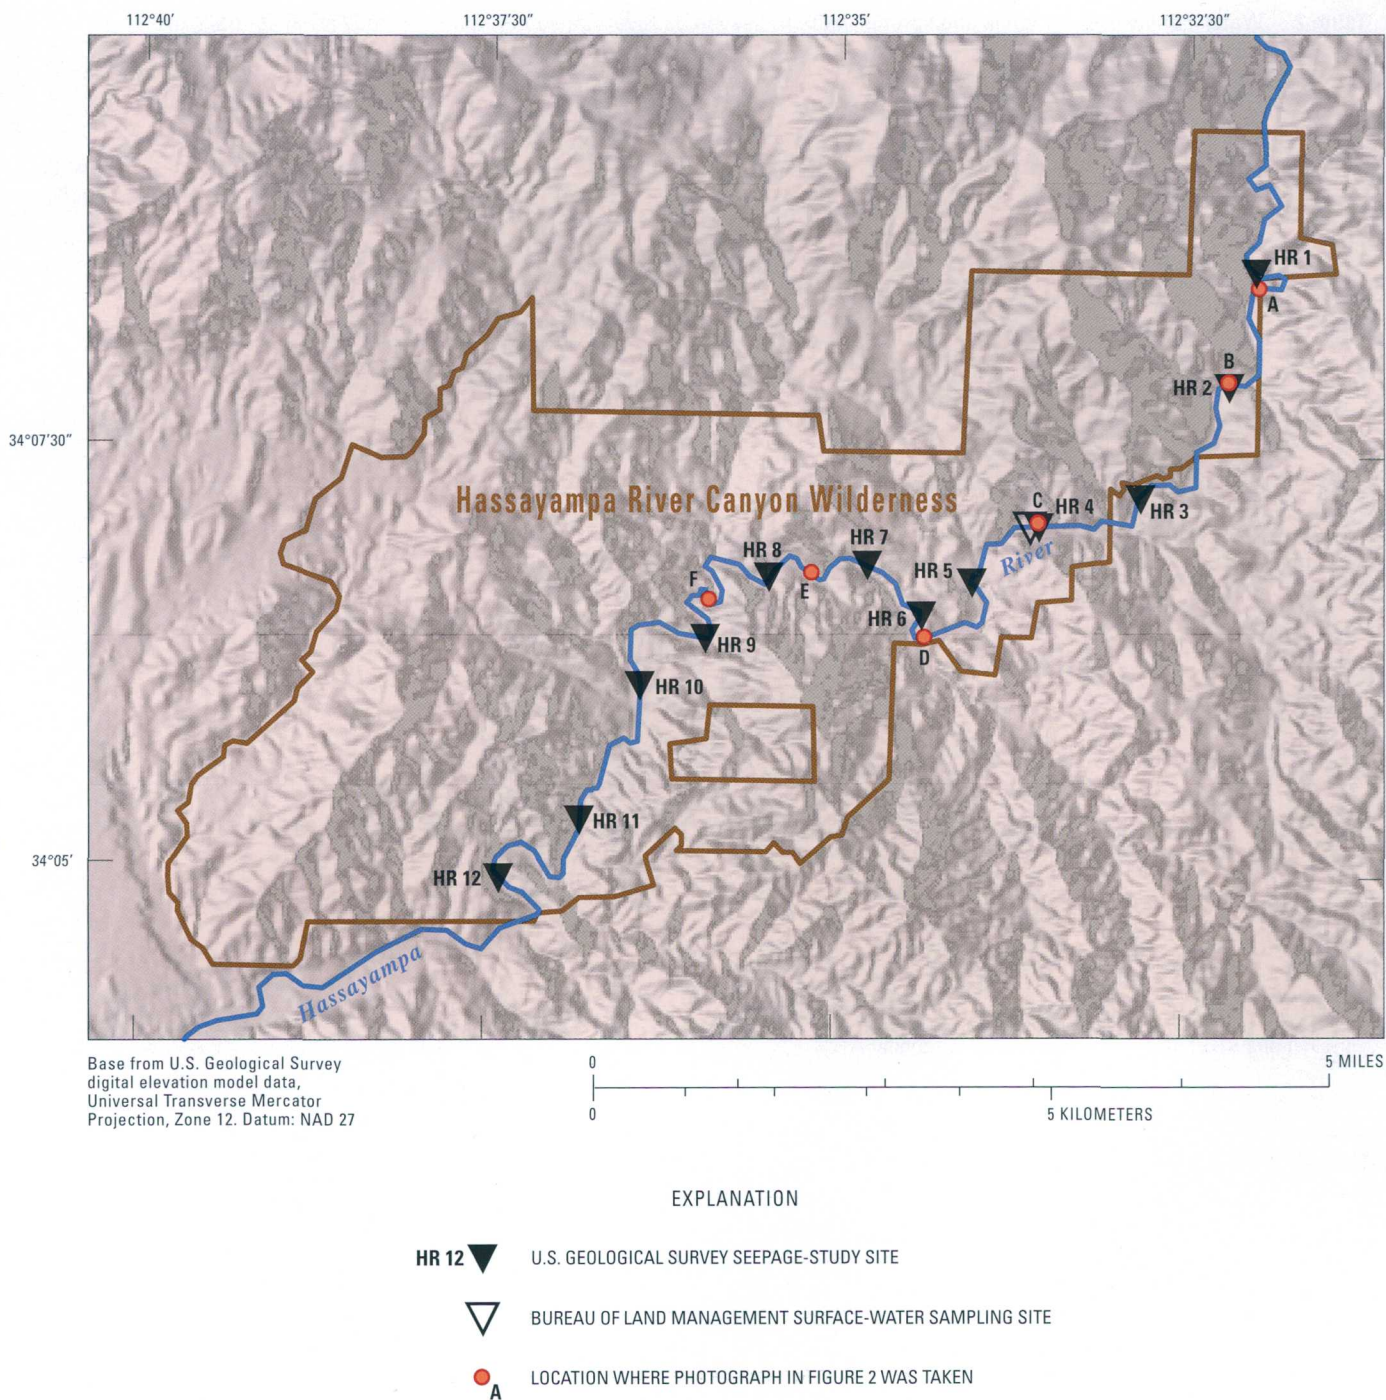 112°40′
112°37′30″
112°35′
112°32′30″
HR 1
A
B
HR 2
34°07′30″
Hassayampa River Canyon Wilderness
C
HR 4
HR 3
River
HR 7
HR 8
HR 5
E
F
HR 6
HR 9
D
HR 10
HR 11
34°05′
HR 12
Hassayampa
Base from U.S. Geological Survey
digital elevation model data,
Universal Transverse Mercator
Projection, Zone 12. Datum: NAD 27
0
5 MILES
0
5 KILOMETERS
EXPLANATION
HR 12
U.S. GEOLOGICAL SURVEY SEEPAGE-STUDY SITE
BUREAU OF LAND MANAGEMENT SURFACE-WATER SAMPLING SITE
A
LOCATION WHERE PHOTOGRAPH IN FIGURE 2 WAS TAKEN